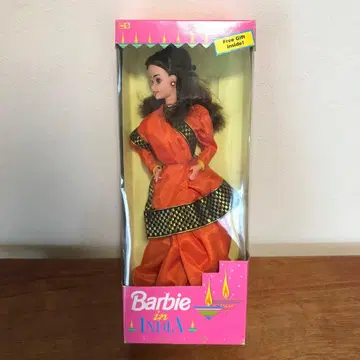 Free Gift
Inside!
Barbie
in
INDIA